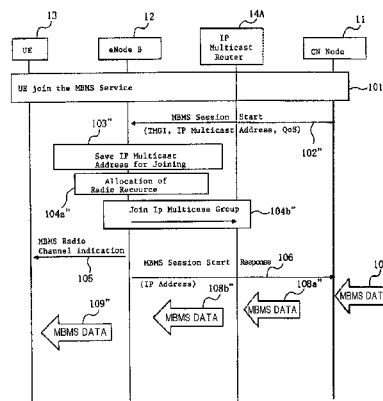 13
12
14A
11
UE
eNode B
IP
Multicast
Router
CN Node
UE join the MBMS Service
101
103"
MBMS Session Start
(TMGI, IP Multicast Address, QoS)
102"
Save IP Multicast
Address for Joining
Allocation of
Radio Recource
104a"
Join Ip Multicase Group
104b"
MBMS Radio
Channel indication
105
MBMS Session Start Response
106
(IP Address)
10
MBMS DAT
108a"
MBMS DATA
108b"
MBMS DATA
109"
MBMS DATA